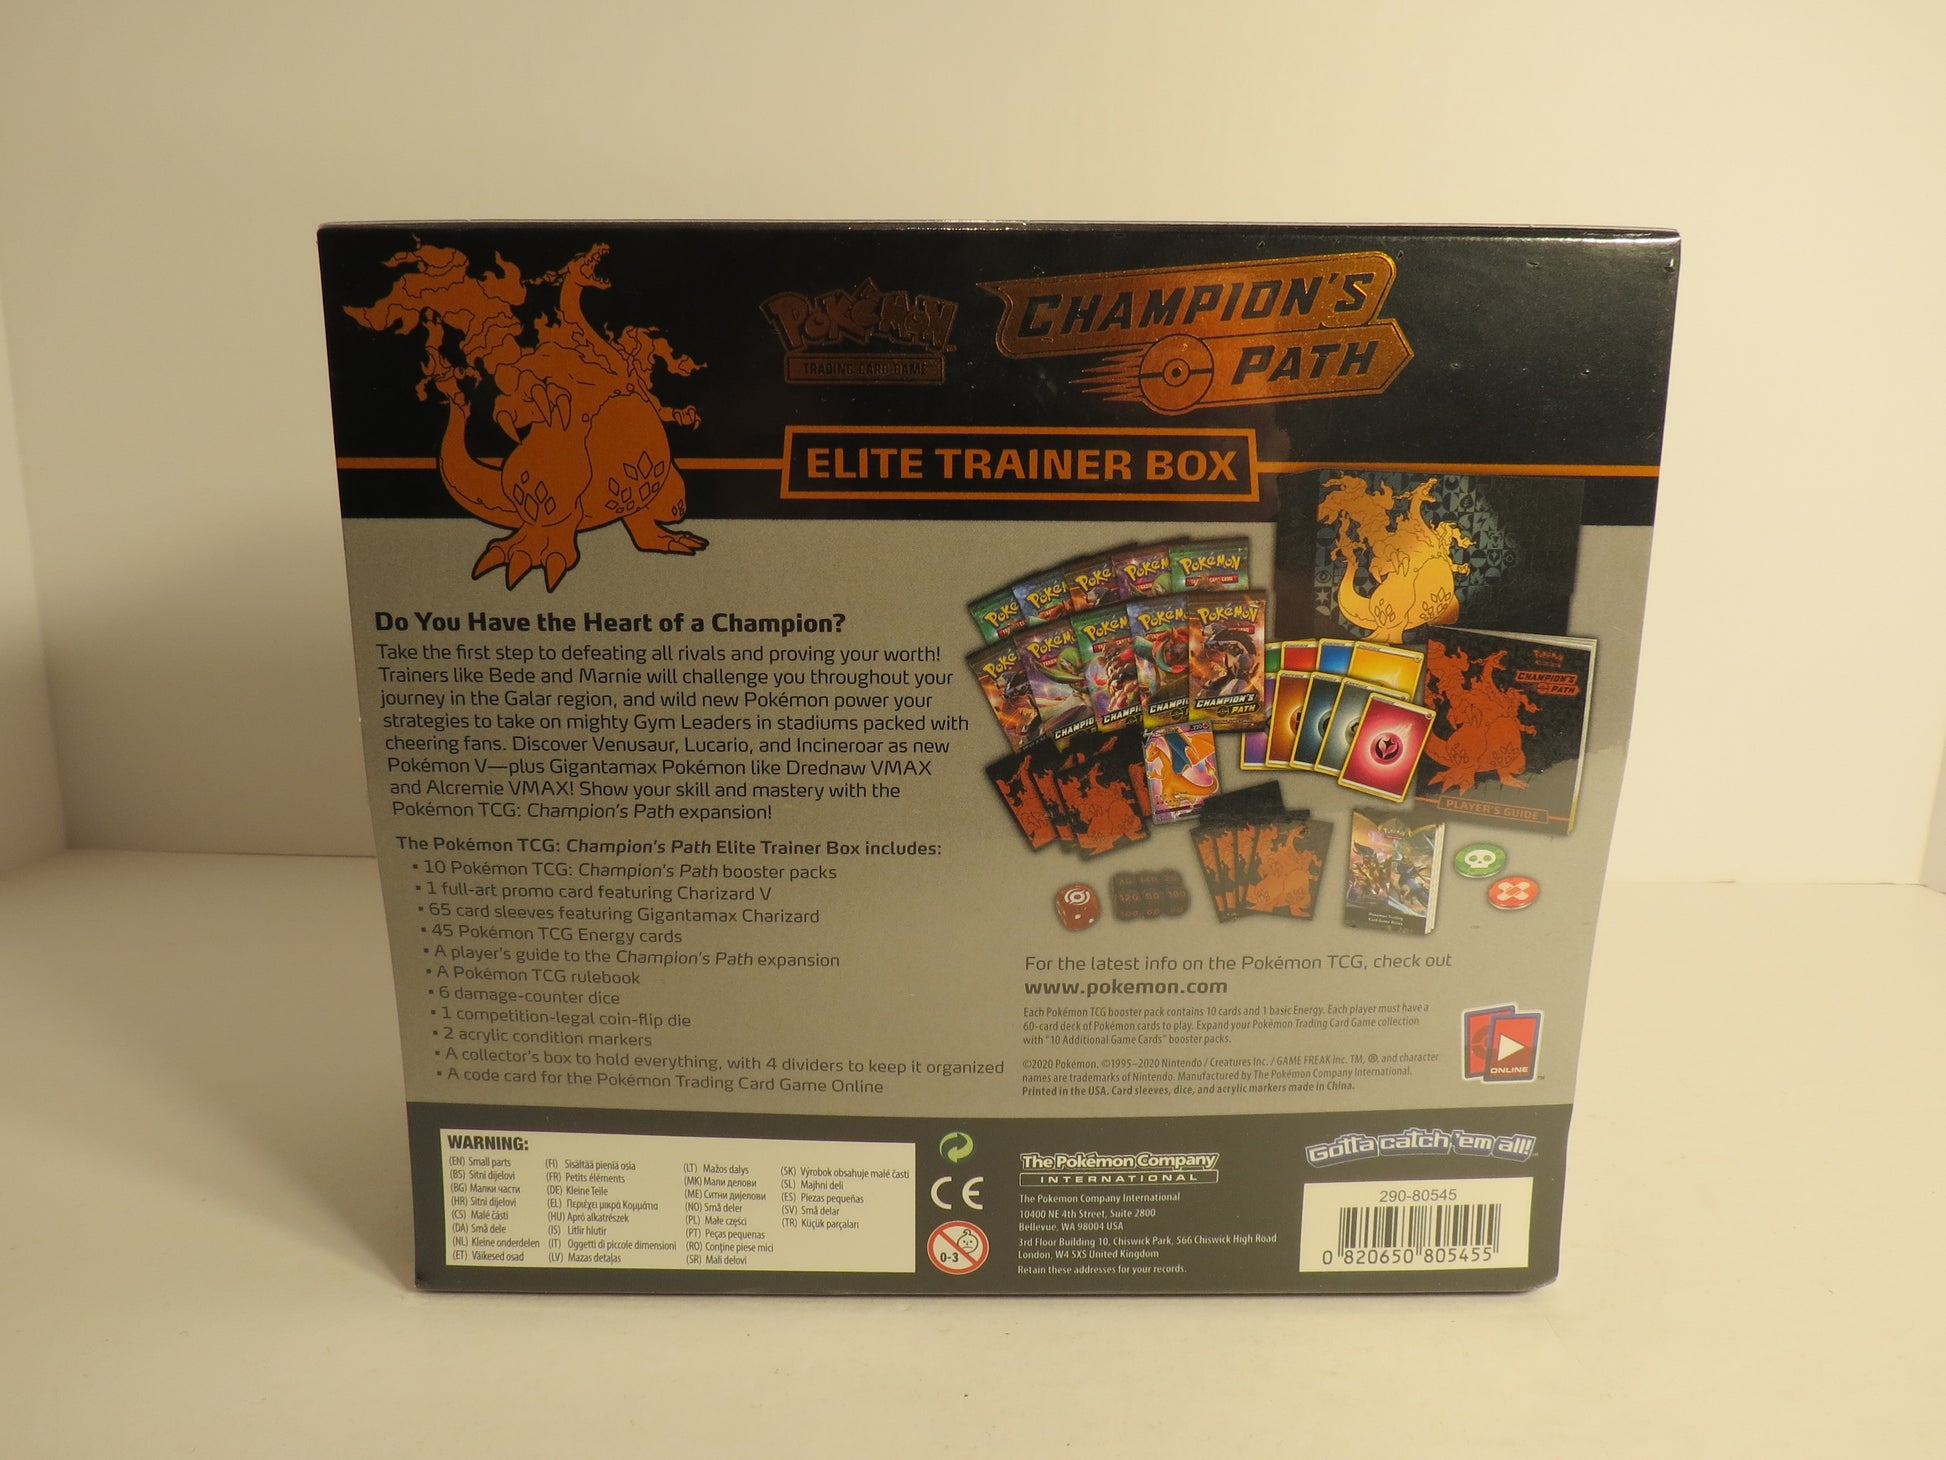 Pokémon
TRADING CARD GAME
CHAMPION'S
PATH
ELITE TRAINER BOX
Do You Have the Heart of a Champion?
Take the first step to defeating all rivals and proving your worth!
Trainers like Bede and Marnie will challenge you throughout your
journey in the Galar region, and wild new Pokémon power your
strategies to take on mighty Gym Leaders in stadiums packed with
cheering fans. Discover Venusaur, Lucario, and Incineroar as new
Pokémon V—plus Gigantamax Pokémon like Drednaw VMAX
and Alcremie VMAX! Show your skill and mastery with the
Pokémon TCG: Champion's Path expansion!
The Pokémon TCG: Champion's Path Elite Trainer Box includes:
▪ 10 Pokémon TCG: Champion's Path booster packs
▪ 1 full-art promo card featuring Charizard V
▪ 65 card sleeves featuring Gigantamax Charizard
▪ 45 Pokémon TCG Energy cards
▪ A player's guide to the Champion's Path expansion
▪ A Pokémon TCG rulebook
▪ 6 damage-counter dice
▪ 1 competition-legal coin-flip die
▪ 2 acrylic condition markers
▪ A collector's box to hold everything, with 4 dividers to keep it organized
▪ A code card for the Pokémon Trading Card Game Online
Pokémon
CHAMPION'S
PATH
CHAMPION'S
PATH
PLAYER'S GUIDE
For the latest info on the Pokémon TCG, check out
www.pokemon.com
Each Pokémon TCG booster pack contains 10 cards and 1 basic Energy. Each player must have a
60-card deck of Pokémon cards to play. Expand your Pokémon Trading Card Game collection
with "10 Additional Game Cards" booster packs.
©2020 Pokémon. ©1995–2020 Nintendo / Creatures Inc. / GAME FREAK inc. TM, ®, and character
names are trademarks of Nintendo. Manufactured by The Pokémon Company International.
Printed in the USA. Card sleeves, dice, and acrylic markers made in China.
ONLINE
WARNING:
(EN) Small parts
(BS) Sitni dijelovi
(BG) Малки части
(HR) Sitni dijelovi
(CS) Malé části
(DA) Små dele
(NL) Kleine onderdelen
(ET) Väikesed osad
(FI) Sisältää pieniä osia
(FR) Petits éléments
(DE) Kleine Teile
(EL) Περιέχει μικρά Κομμάτια
(HU) Apró alkatrészek
(IS) Litlir hlutir
(IT) Oggetti di piccole dimensioni
(LV) Mazas detaļas
(LT) Mažos dalys
(MK) Мали делови
(ME) Ситни дијелови
(NO) Små deler
(PL) Małe części
(PT) Peças pequenas
(RO) Conţine piese mici
(SR) Mali delovi
(SK) Výrobok obsahuje malé časti
(SL) Majhni deli
(ES) Piezas pequeñas
(SV) Små delar
(TR) Küçük parçaları
CE
0-3
The Pokémon Company
INTERNATIONAL
The Pokémon Company International
10400 NE 4th Street, Suite 2800
Bellevue, WA 98004 USA
3rd Floor Building 10, Chiswick Park, 566 Chiswick High Road
London, W4 5XS United Kingdom
Retain these addresses for your records.
Gotta catch 'em all!
290-80545
0 820650 805455